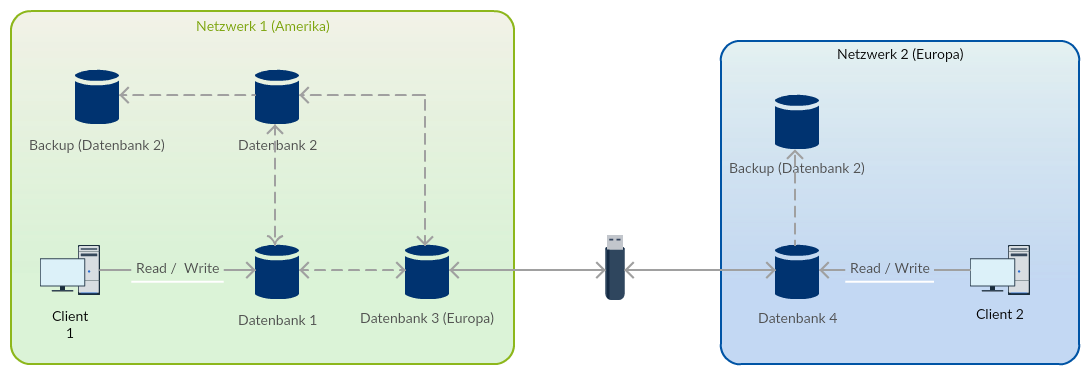 Netzwerk 1 (Amerika)
Backup (Datenbank 2)
Datenbank 2
Read / Write
Client
1
Datenbank 1
Datenbank 3 (Europa)
Netzwerk 2 (Europa)
Backup (Datenbank 2)
Read / Write
Datenbank 4
Client 2